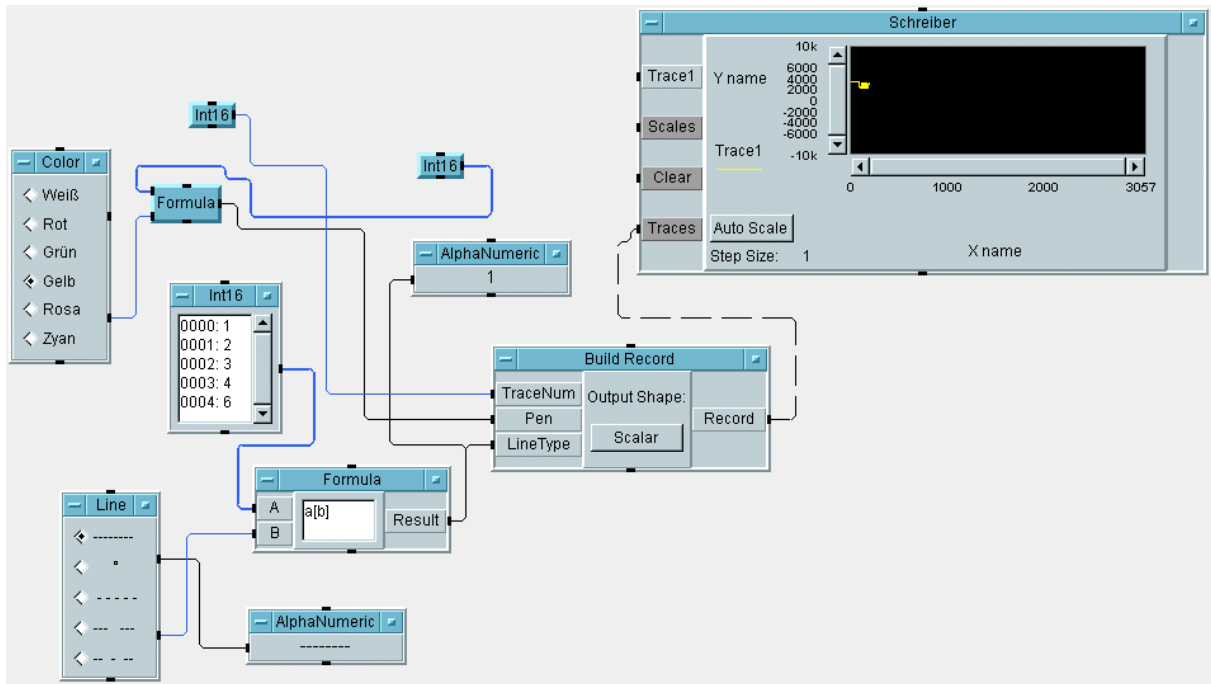 Schreiber
Trace1
Scales
Clear
Traces
Y name
10k
6000
4000
2000
0
-2000
-4000
-6000
-10k
Trace1
0 1000 2000 3057
Auto Scale
Step Size: 1
X name
Int16
Int16
Color
Weiß
Rot
Grün
Gelb
Rosa
Zyan
Formula
AlphaNumeric
1
Int16
0000: 1
0001: 2
0002: 3
0003: 4
0004: 6
Build Record
TraceNum
Pen
LineType
Output Shape:
Scalar
Record
Formula
A
B
a[b]
Result
Line
--------
- - - - -
--- ---
-- - --
AlphaNumeric
--------